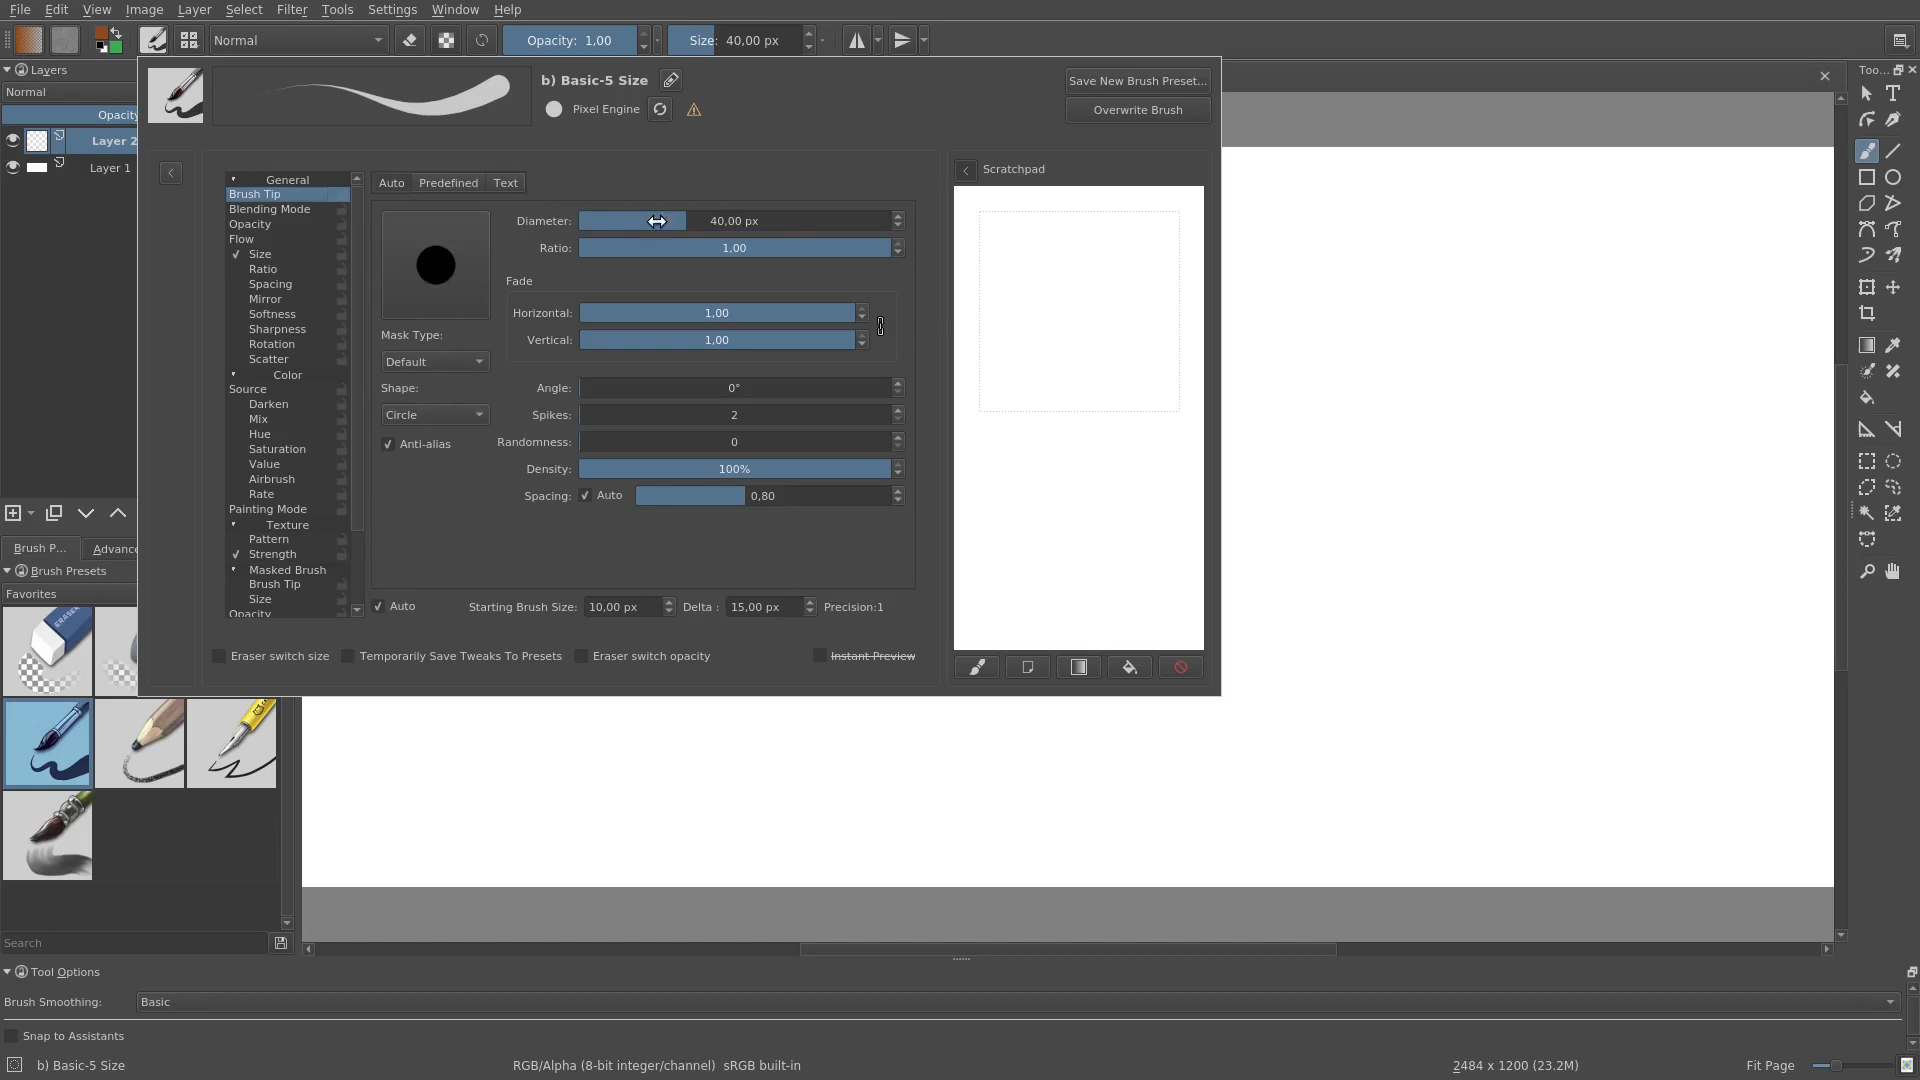 File Edit View Image Layer Select Filter Tools Settings Window Help
Normal Opacity: 1,00 Size: 40,00 px
Layers
Normal
Opacity
Layer 2
Layer 1
b) Basic-5 Size
Pixel Engine
Save New Brush Preset...
Overwrite Brush
General
Brush Tip
Blending Mode
Opacity
Flow
Size
Ratio
Spacing
Mirror
Softness
Sharpness
Rotation
Scatter
Color
Source
Darken
Mix
Hue
Saturation
Value
Airbrush
Rate
Painting Mode
Texture
Pattern
Strength
Masked Brush
Brush Tip
Size
Opacity
Auto Predefined Text
Diameter: 40,00 px
Ratio: 1,00
Fade
Horizontal: 1,00
Vertical: 1,00
Mask Type:
Default
Shape:
Circle
Anti-alias
Angle: 0°
Spikes: 2
Randomness: 0
Density: 100%
Spacing: Auto 0,80
Auto Starting Brush Size: 10,00 px Delta : 15,00 px Precision:1
Eraser switch size Temporarily Save Tweaks To Presets Eraser switch opacity Instant Preview
Scratchpad
Too...
Brush P... Advance
Brush Presets
Favorites
ERASER
Search
Tool Options
Brush Smoothing: Basic
Snap to Assistants
b) Basic-5 Size RGB/Alpha (8-bit integer/channel) sRGB built-in 2484 x 1200 (23.2M) Fit Page